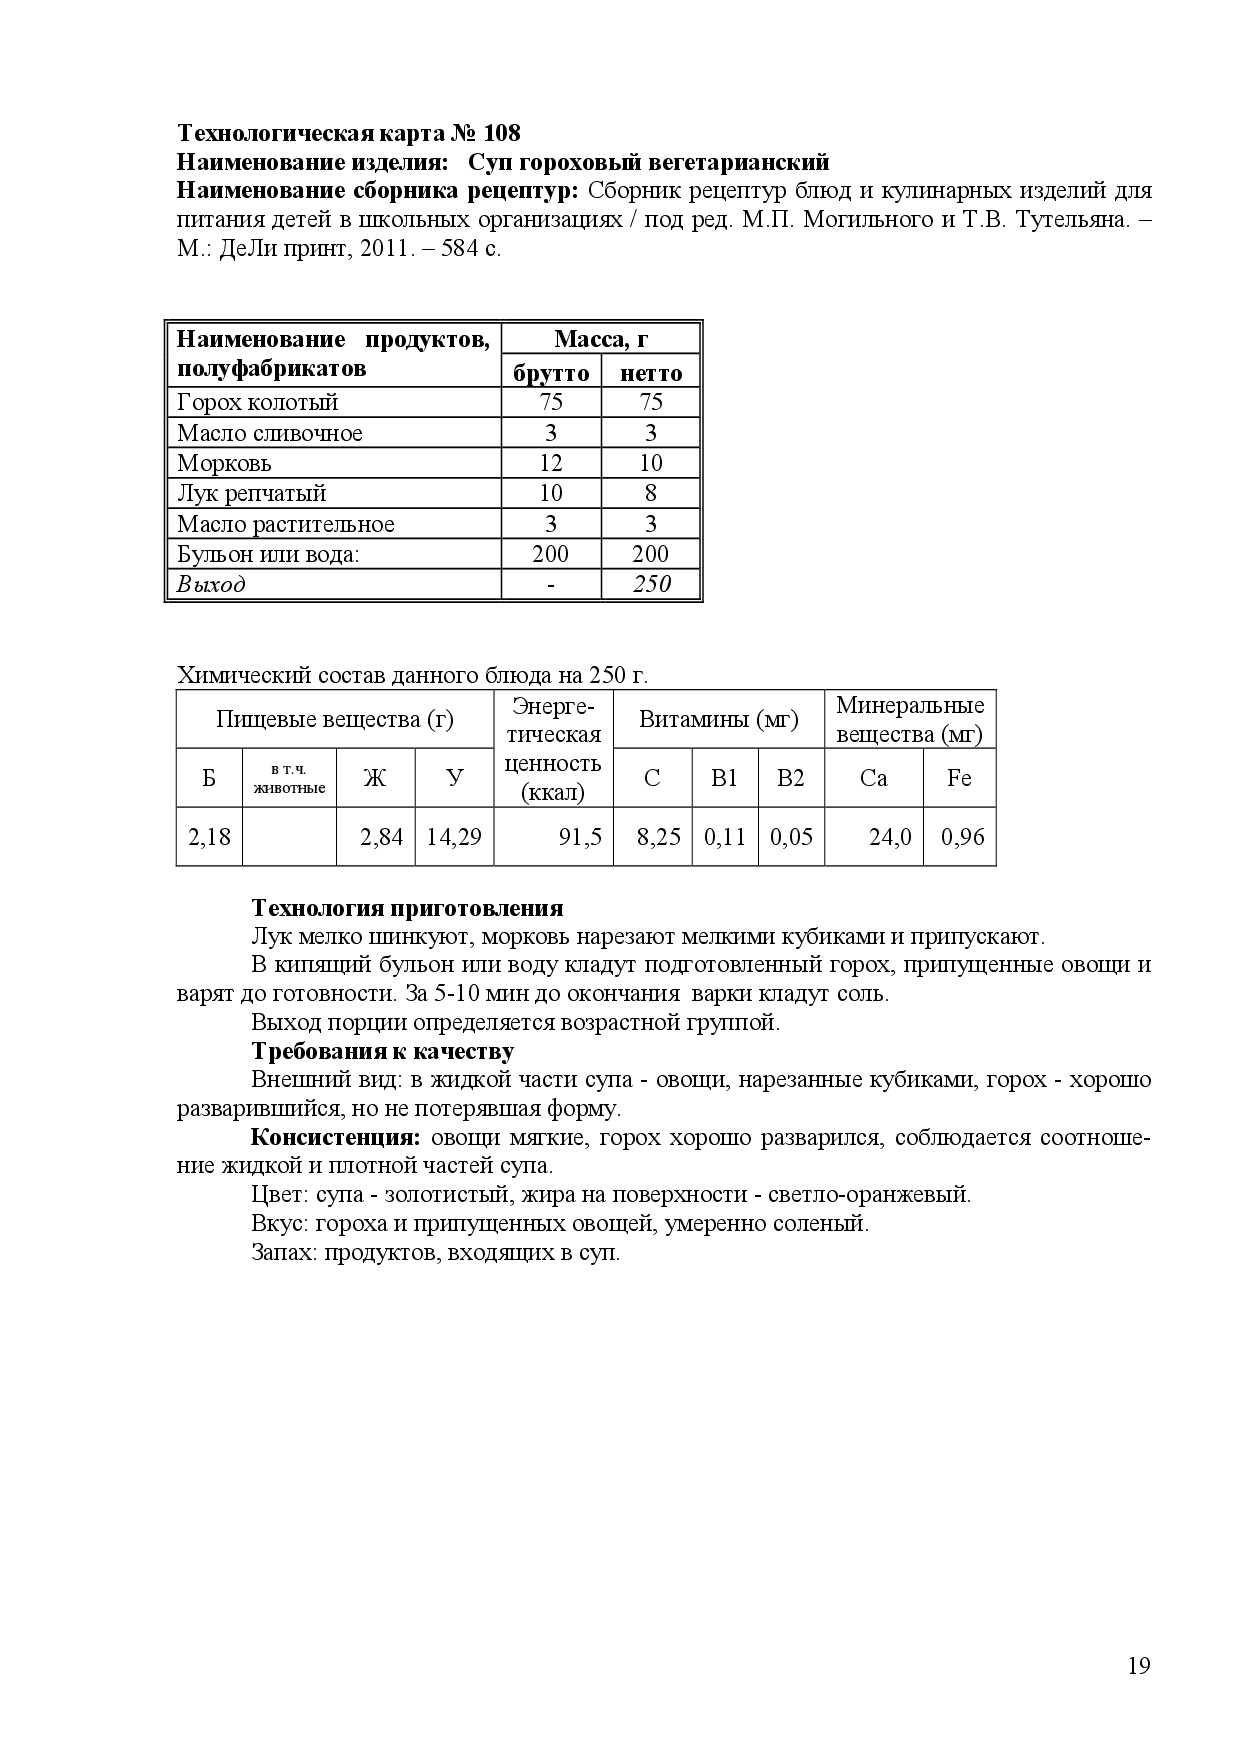 Технологическая карта № 108
Наименование изделия: Суп гороховый вегетарианский
Наименование сборника рецептур: Сборник рецептур блюд и кулинарных изделий для
питания детей в школьных организациях / под ред. М.П. Могильного и Т.В. Тутельяна. –
М.: ДеЛи принт, 2011. – 584 с.
Наименование продуктов, Масса, г
полуфабрикатов брутто нетто
Горох колотый 75 75
Масло сливочное 3 3
Морковь 12 10
Лук репчатый 10 8
Масло растительное 3 3
Бульон или вода: 200 200
Выход - 250
Химический состав данного блюда на 250 г.
Пищевые вещества (г)
Энерге-
тическая
ценность
(ккал)
Витамины (мг)
Минеральные
вещества (мг)
Б
в т.ч.
животные
Ж У С В1 В2 Са Fe
2,18 2,84 14,29 91,5 8,25 0,11 0,05 24,0 0,96
Технология приготовления
Лук мелко шинкуют, морковь нарезают мелкими кубиками и припускают.
В кипящий бульон или воду кладут подготовленный горох, припущенные овощи и
варят до готовности. За 5-10 мин до окончания варки кладут соль.
Выход порции определяется возрастной группой.
Требования к качеству
Внешний вид: в жидкой части супа - овощи, нарезанные кубиками, горох - хорошо
разварившийся, но не потерявшая форму.
Консистенция: овощи мягкие, горох хорошо разварился, соблюдается соотноше-
ние жидкой и плотной частей супа.
Цвет: супа - золотистый, жира на поверхности - светло-оранжевый.
Вкус: гороха и припущенных овощей, умеренно соленый.
Запах: продуктов, входящих в суп.
19